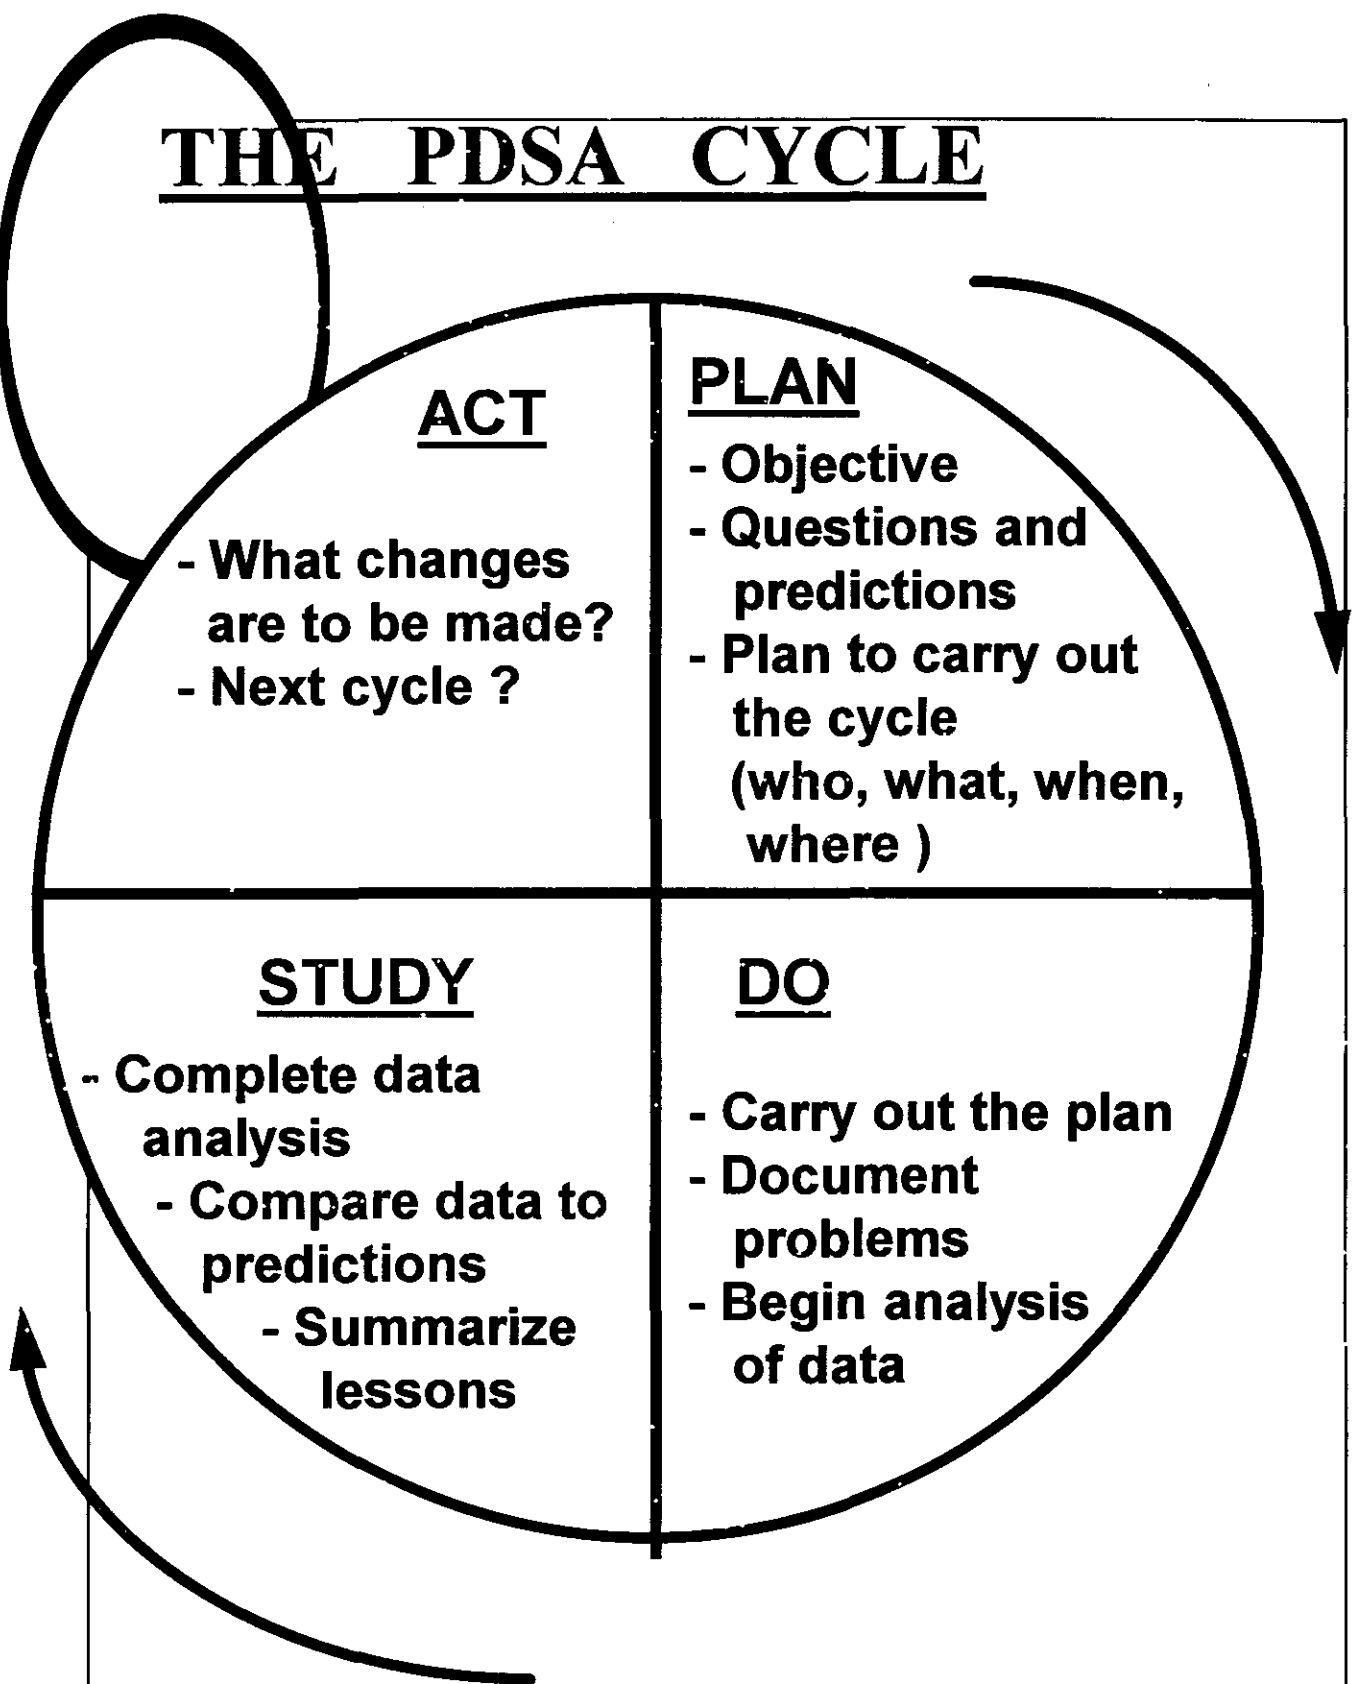 THE PDSA CYCLE
ACT
- What changes
are to be made?
- Next cycle ?
PLAN
- Objective
- Questions and
predictions
- Plan to carry out
the cycle
(who, what, when,
where )
STUDY
- Complete data
analysis
- Compare data to
predictions
- Summarize
lessons
DO
- Carry out the plan
- Document
problems
- Begin analysis
of data